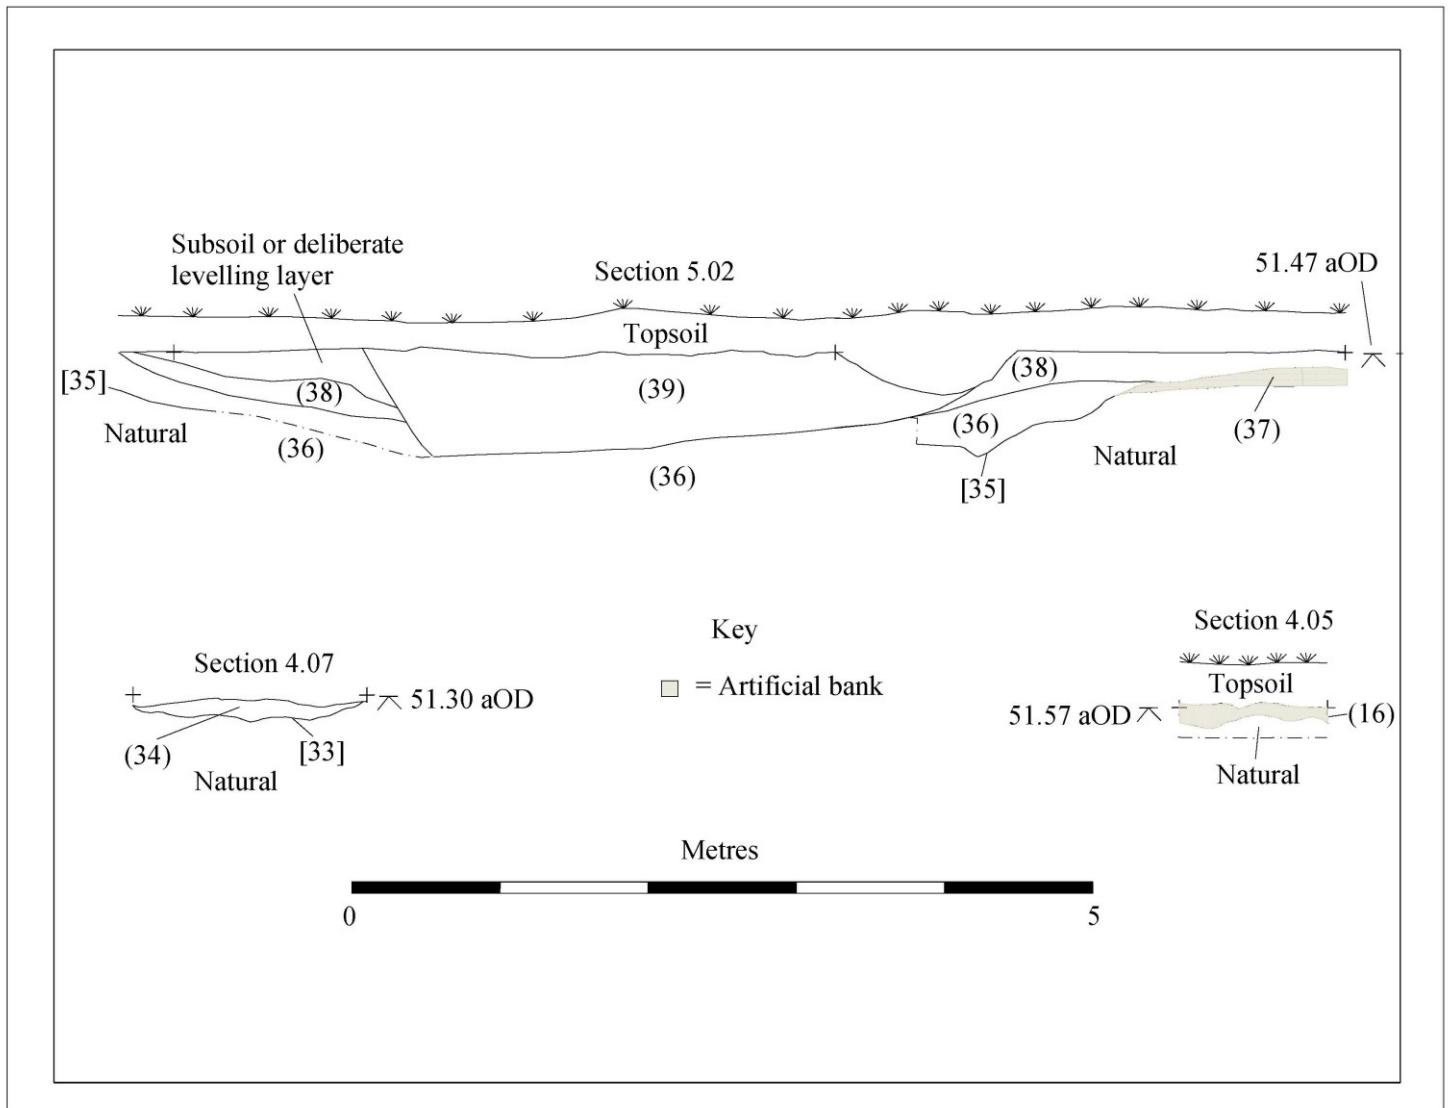 Subsoil or deliberate
levelling layer
Section 5.02
51.47 aOD
Topsoil
[35]
(38)
(39)
(38)
(37)
Natural
(36)
(36)
(36)
Natural
[35]
Section 4.07
51.30 aOD
(34)
[33]
Natural
Key
= Artificial bank
Section 4.05
Topsoil
51.57 aOD
(16)
Natural
Metres
0
5